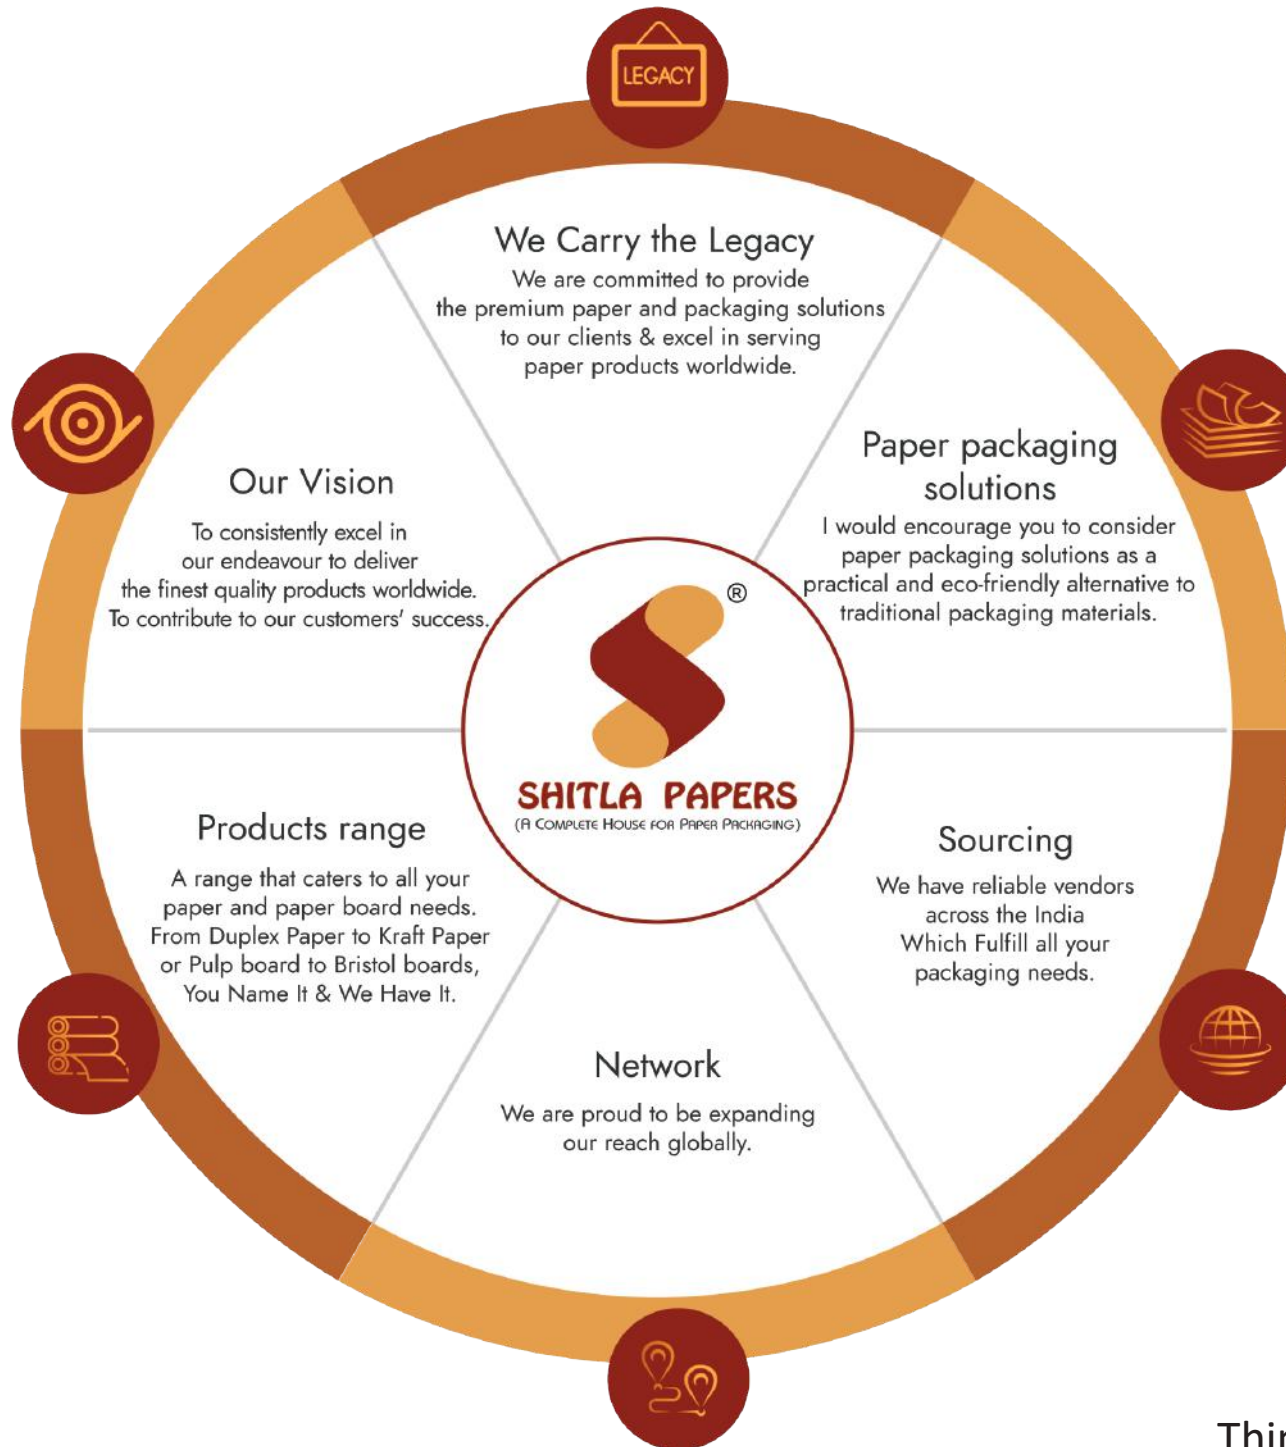 LEGACY
We Carry the Legacy
We are committed to provide
the premium paper and packaging solutions
to our clients & excel in serving
paper products worldwide.
Paper packaging
solutions
I would encourage you to consider
paper packaging solutions as a
practical and eco-friendly alternative to
traditional packaging materials.
Our Vision
To consistently excel in
our endeavour to deliver
the finest quality products worldwide.
To contribute to our customers' success.
®
SHITLA PAPERS
(A Complete House for Paper Packaging)
Products range
A range that caters to all your
paper and paper board needs.
From Duplex Paper to Kraft Paper
or Pulp board to Bristol boards,
You Name It & We Have It.
Sourcing
We have reliable vendors
across the India
Which Fulfill all your
packaging needs.
Network
We are proud to be expanding
our reach globally.